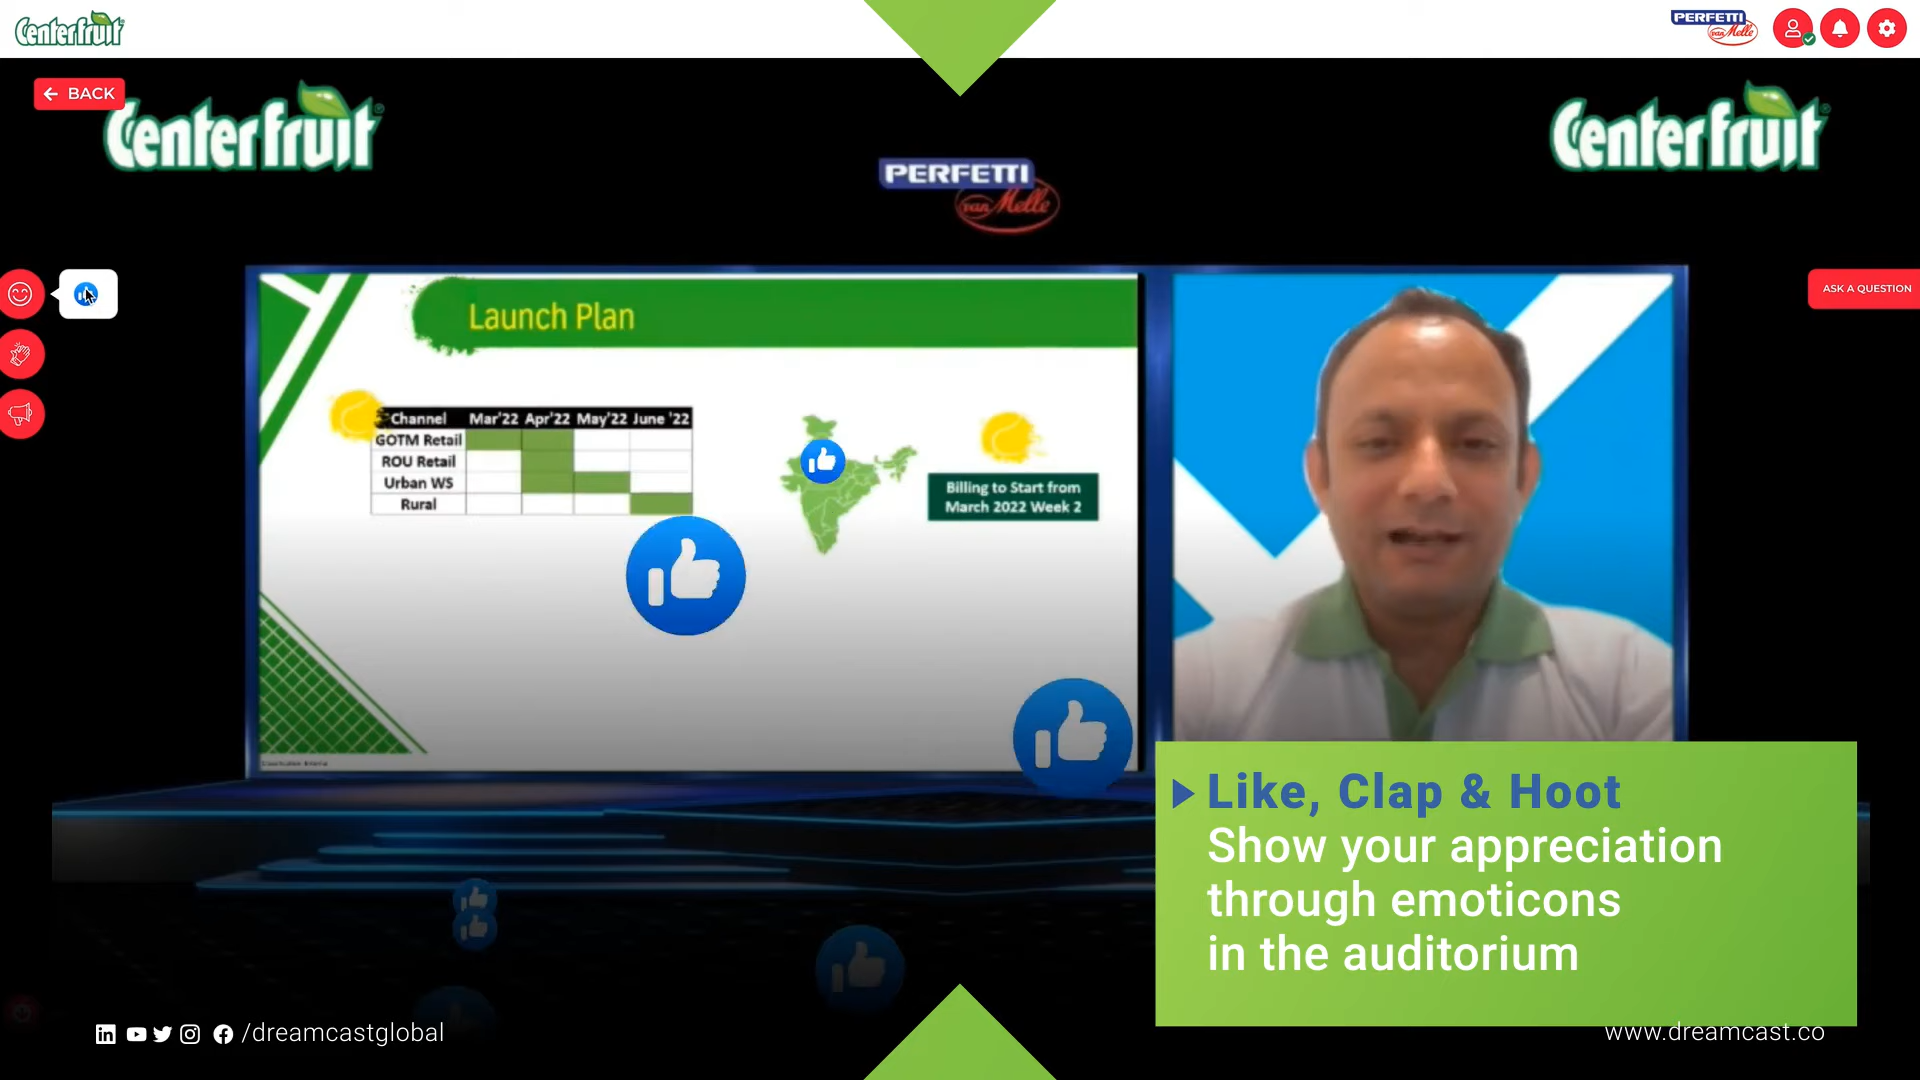 Centerfruit
PERFETTI
van Melle
BACK
Centerfruit
Centerfruit
PERFETTI
van Melle
ASK A QUESTION
Launch Plan
Channel Mar'22 Apr'22 May'22 June '22
GOTM Retail
ROU Retail
Urban WS
Rural
Billing to Start from
March 2022 Week 2
Like, Clap & Hoot
Show your appreciation
through emoticons
in the auditorium
/dreamcastglobal
www.dreamcast.co